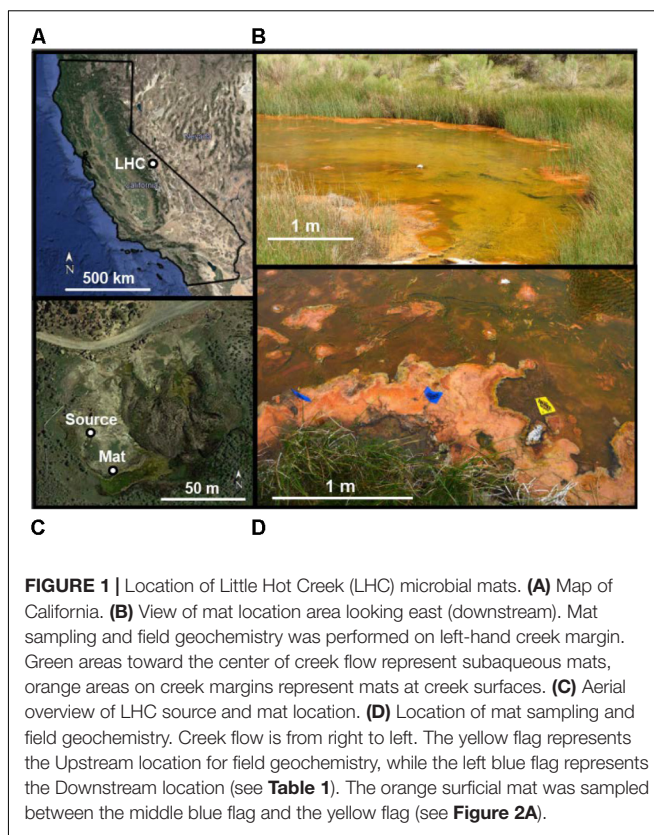 A
B
LHC
California
N
500 km
1 m
Source
Mat
N
50 m
1 m
C
D
FIGURE 1 | Location of Little Hot Creek (LHC) microbial mats. (A) Map of
California. (B) View of mat location area looking east (downstream). Mat
sampling and field geochemistry was performed on left-hand creek margin.
Green areas toward the center of creek flow represent subaqueous mats,
orange areas on creek margins represent mats at creek surfaces. (C) Aerial
overview of LHC source and mat location. (D) Location of mat sampling and
field geochemistry. Creek flow is from right to left. The yellow flag represents
the Upstream location for field geochemistry, while the left blue flag represents
the Downstream location (see Table 1). The orange surficial mat was sampled
between the middle blue flag and the yellow flag (see Figure 2A).